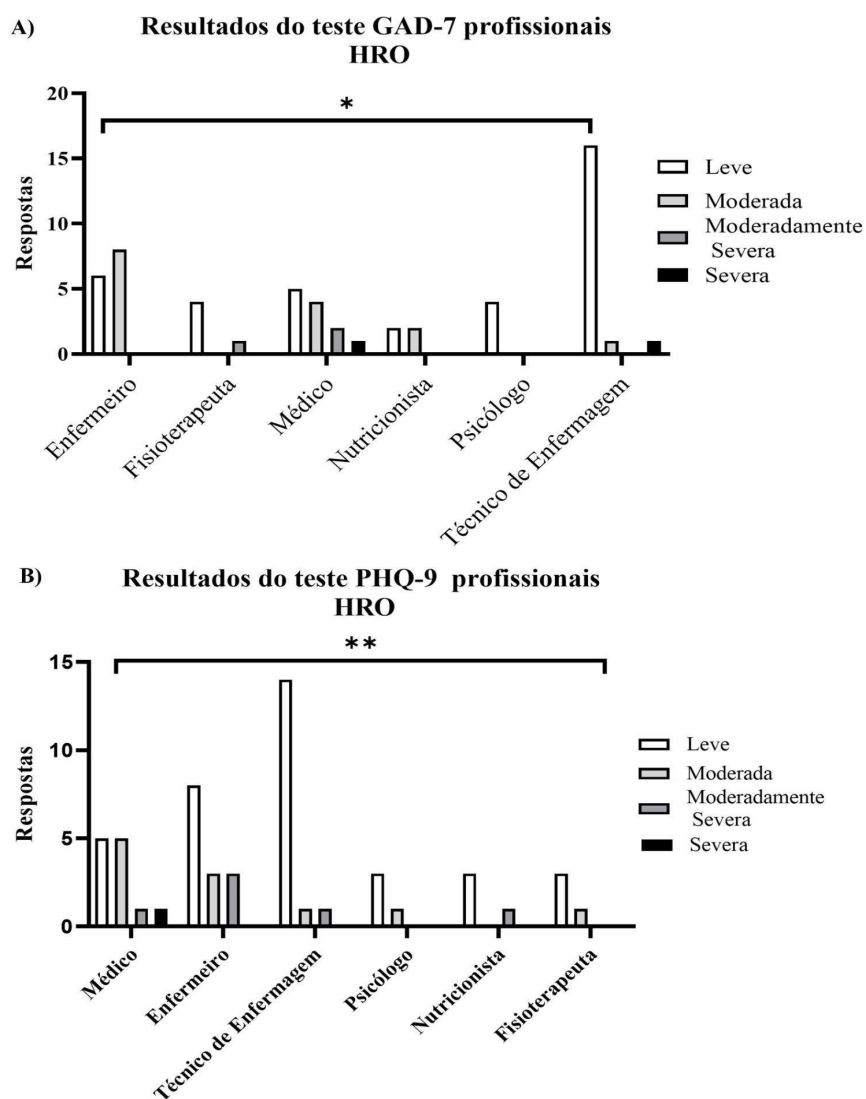 A)
Resultados do teste GAD-7 profissionais
HRO
*
20
15
10
5
0
Respostas
Leve
Moderada
Moderadamente
Severa
Severa
Enfermeiro
Fisioterapeuta
Médico
Nutricionista
Psicólogo
Técnico de Enfermagem
B)
Resultados do teste PHQ-9 profissionais
HRO
**
15
10
5
0
Respostas
Leve
Moderada
Moderadamente
Severa
Severa
Médico
Enfermeiro
Técnico de Enfermagem
Psicólogo
Nutricionista
Fisioterapeuta